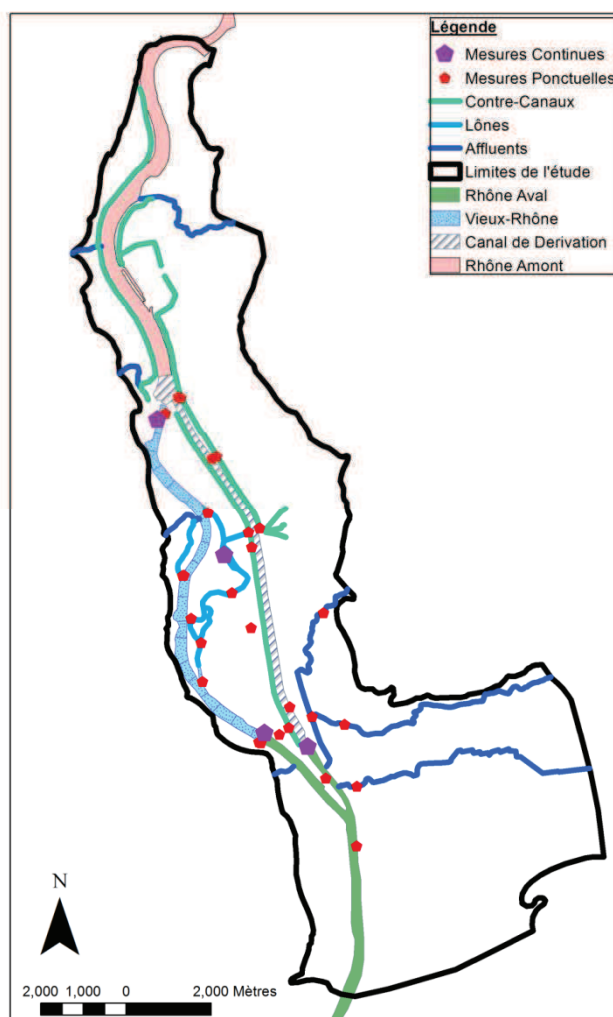 Légende
Mesures Continues
Mesures Ponctuelles
Contre-Canaux
Lônes
Affluents
Limites de l'étude
Rhône Aval
Vieux-Rhône
Canal de Derivation
Rhône Amont
N
2,000 1,000 0 2,000 Mètres